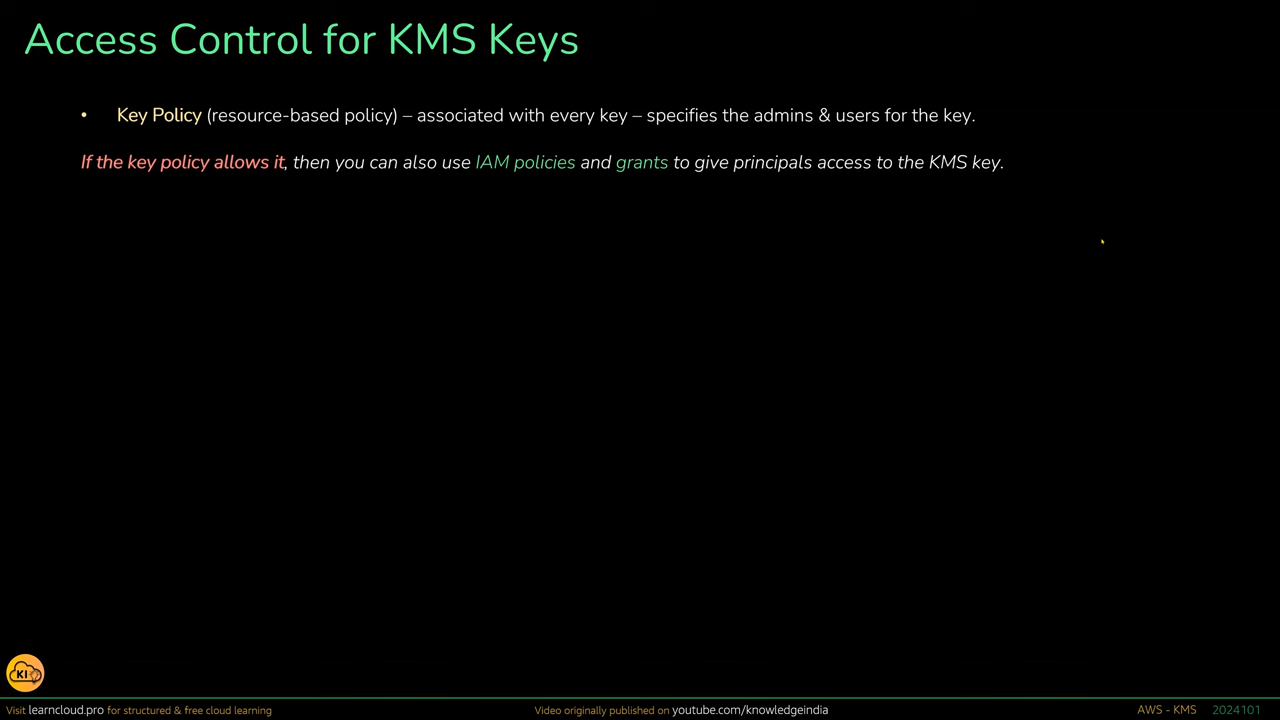 Access Control for KMS Keys
• Key Policy (resource-based policy) – associated with every key – specifies the admins & users for the key.
If the key policy allows it, then you can also use IAM policies and grants to give principals access to the KMS key.
KI
Visit learncloud.pro for structured & free cloud learning
Video originally published on youtube.com/knowledgeindia
AWS - KMS 2024101